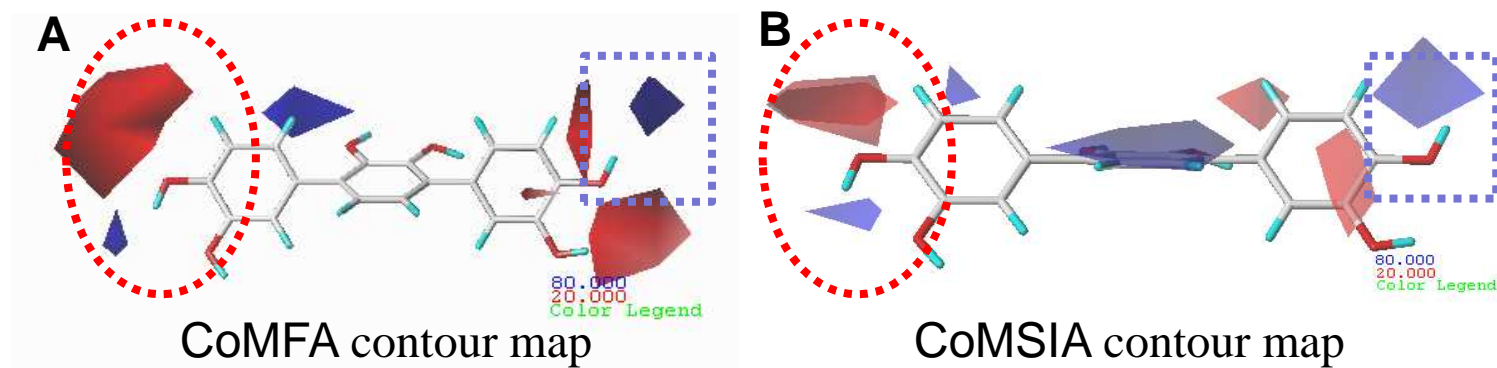 A
B
80.000
20.000
Color Legend
80.000
20.000
Color Legend
CoMFA contour map
CoMSIA contour map